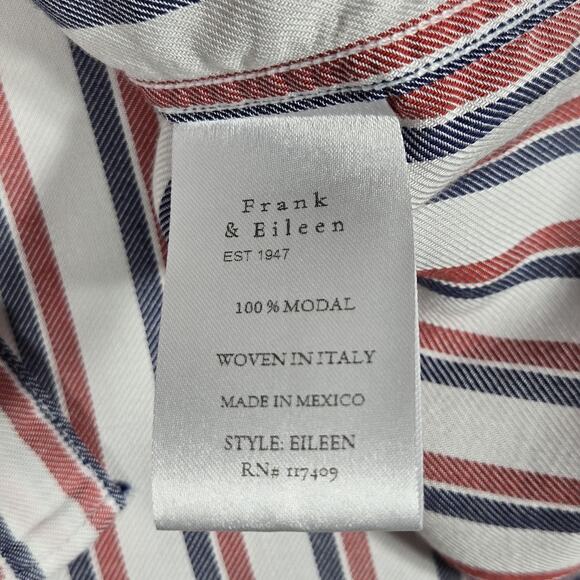 Frank
& Eileen
EST 1947
100% MODAL
WOVEN IN ITALY
MADE IN MEXICO
STYLE: EILEEN
RN# 117409